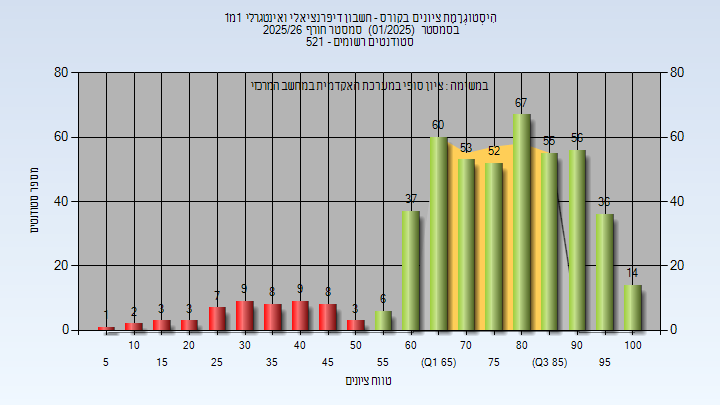 הִיסְטוֹגְרָמַת ציונים בקורס - חשבון דיפרנציאלי ואינטגרלי 1מ1
בסמסטר (01/2025) סמסטר חורף 2025/26
סטודנטים רשומים - 521
במשימה : ציון סופי במערכת האקדמית במחשב המרכזי
מספר סטודנטים
80 80
60 60
40 40
20 20
0 0
1 2 3 3 7 9 8 9 8 3 6 37 60 53 52 67 55 56 36 14
10 20 30 40 50 60 70 80 90 100
5 15 25 35 45 55 (Q1 65) 75 (Q3 85) 95
טווח ציונים